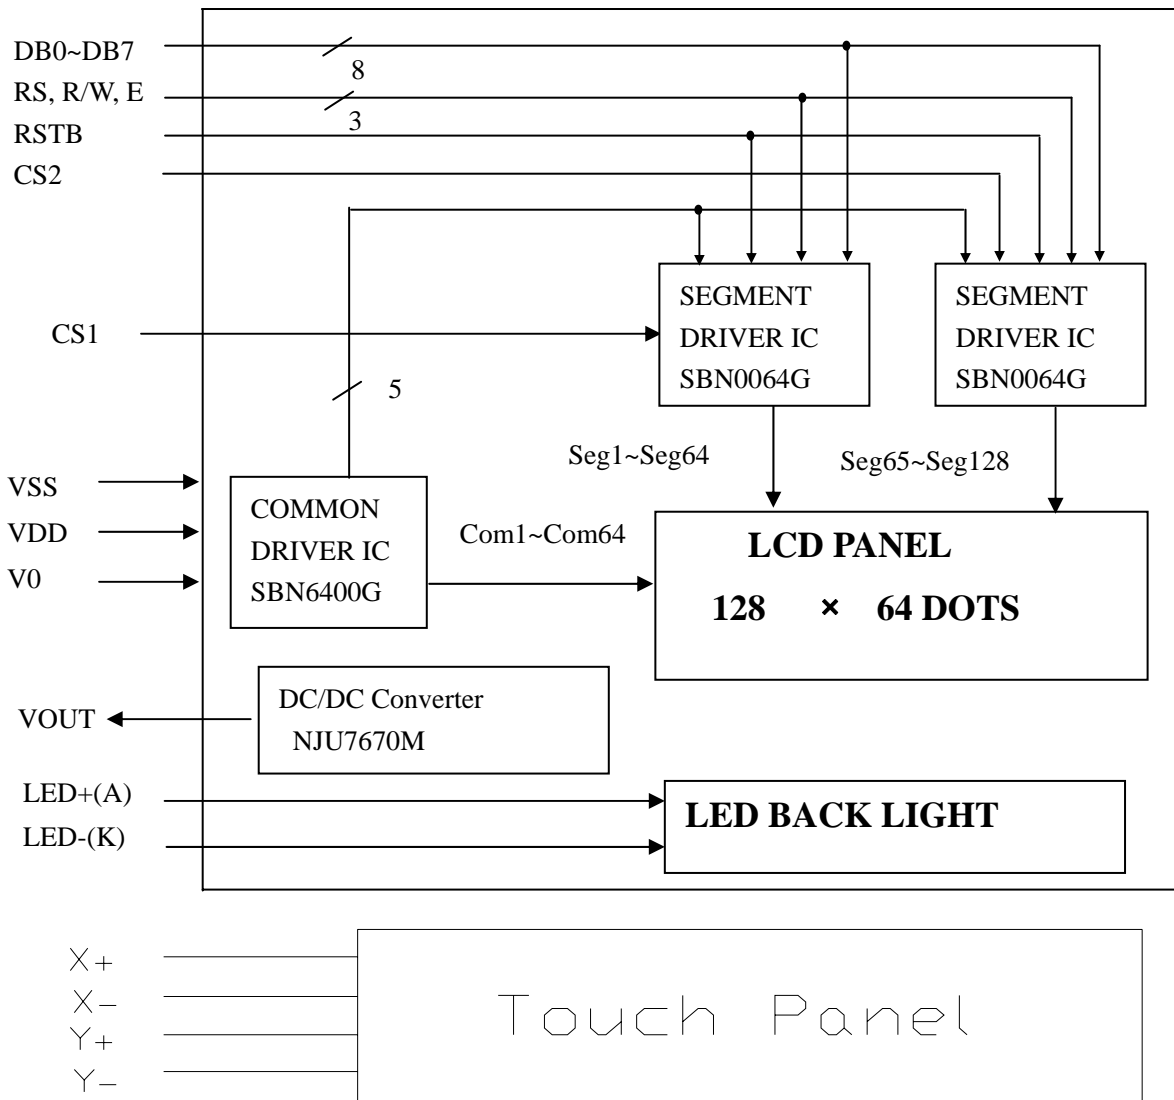 DB0~DB7
8
RS, R/W, E
3
RSTB
CS2
SEGMENT
DRIVER IC
SBN0064G
SEGMENT
DRIVER IC
SBN0064G
CS1
5
Seg1~Seg64
Seg65~Seg128
VSS
VDD
V0
COMMON
DRIVER IC
SBN6400G
Com1~Com64
LCD PANEL
128 × 64 DOTS
VOUT
DC/DC Converter
NJU7670M
LED+(A)
LED-(K)
LED BACK LIGHT
X+
X-
Y+
Y-
Touch Panel